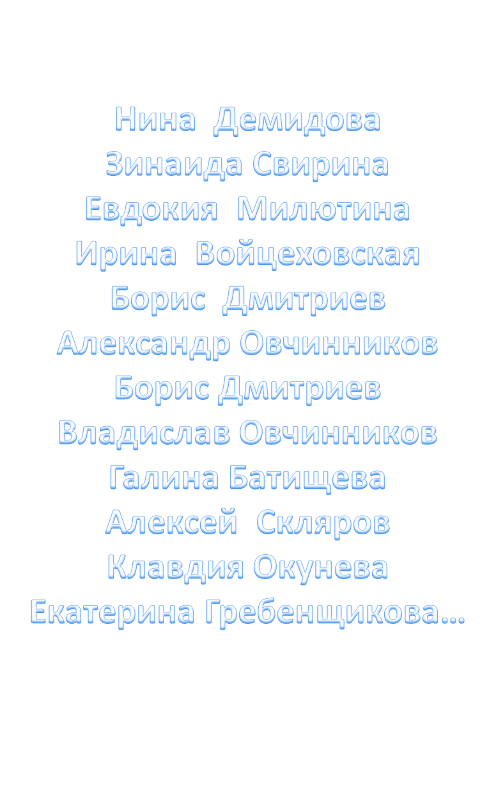 Нина Демидова
Зинаида Свирина
Евдокия Милютина
Ирина Войцеховская
Борис Дмитриев
Александр Овчинников
Борис Дмитриев
Владислав Овчинников
Галина Батищева
Алексей Скляров
Клавдия Окунева
Екатерина Гребенщикова...